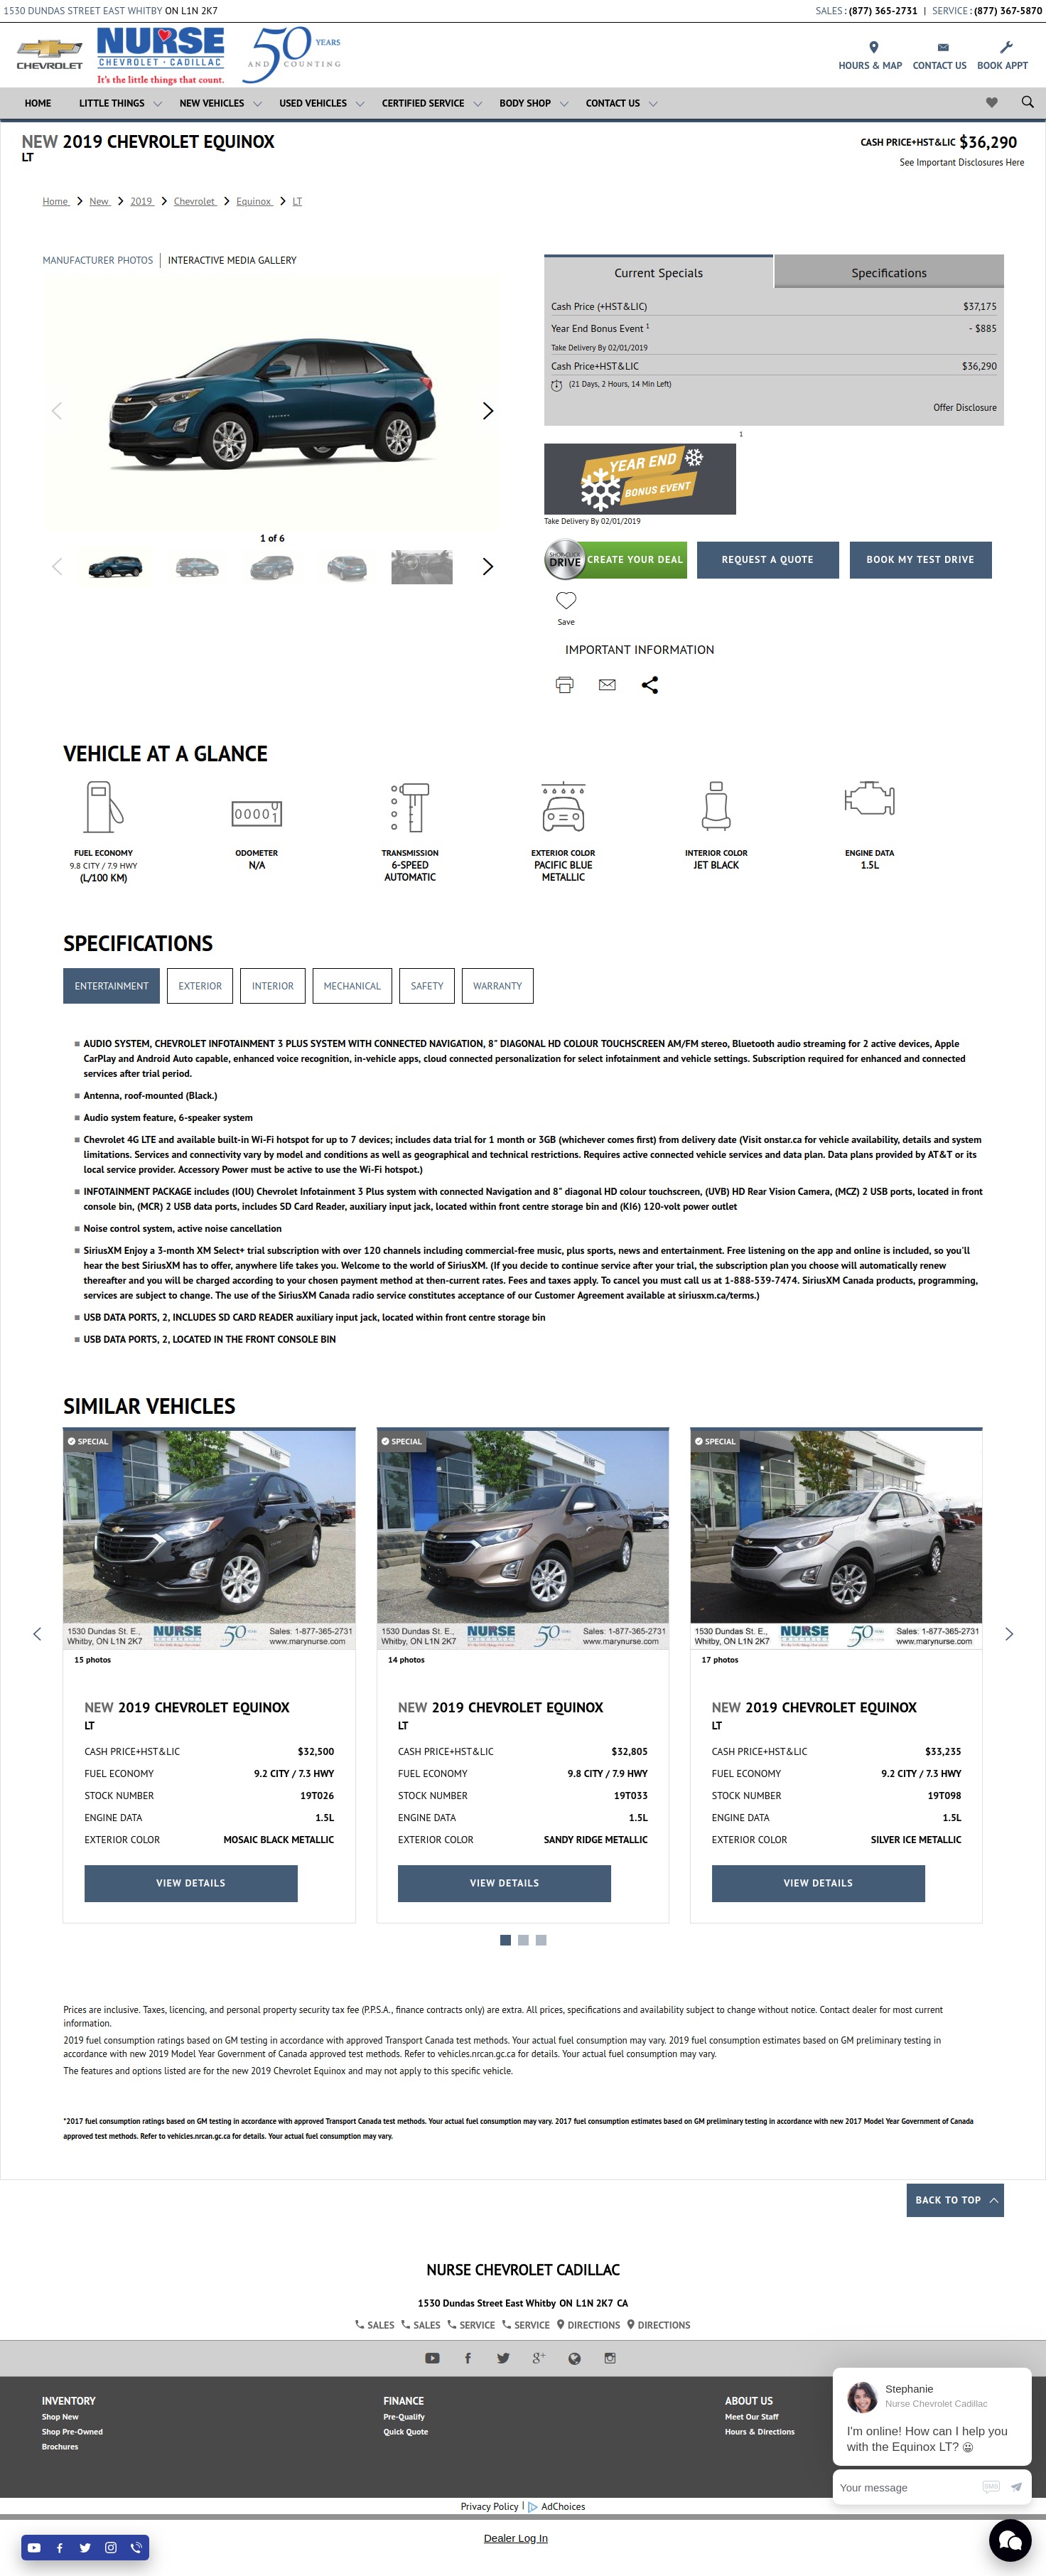 1530 DUNDAS STREET EAST WHITBY ON L1N 2K7
SALES : (877) 365-2731 | SERVICE : (877) 367-5870
CHEVROLET
NURSE
CHEVROLET · CADILLAC
It's the little things that count.
50 YEARS
AND COUNTING
HOURS & MAP CONTACT US BOOK APPT
HOME LITTLE THINGS NEW VEHICLES USED VEHICLES CERTIFIED SERVICE BODY SHOP CONTACT US
NEW 2019 CHEVROLET EQUINOX
LT
CASH PRICE+HST&LIC $36,290
See Important Disclosures Here
Home New 2019 Chevrolet Equinox LT
MANUFACTURER PHOTOS INTERACTIVE MEDIA GALLERY
1 of 6
Current Specials Specifications
Cash Price (+HST&LIC) $37,175
Year End Bonus Event 1 - $885
Take Delivery By 02/01/2019
Cash Price+HST&LIC $36,290
(21 Days, 2 Hours, 14 Min Left)
Offer Disclosure
1
YEAR END
BONUS EVENT
Take Delivery By 02/01/2019
SHOP·CLICK
DRIVE CREATE YOUR DEAL REQUEST A QUOTE BOOK MY TEST DRIVE
Save
IMPORTANT INFORMATION
VEHICLE AT A GLANCE
00000
1
FUEL ECONOMY
9.8 CITY / 7.9 HWY
(L/100 KM)
ODOMETER
N/A
TRANSMISSION
6-SPEED
AUTOMATIC
EXTERIOR COLOR
PACIFIC BLUE
METALLIC
INTERIOR COLOR
JET BLACK
ENGINE DATA
1.5L
SPECIFICATIONS
ENTERTAINMENT EXTERIOR INTERIOR MECHANICAL SAFETY WARRANTY
AUDIO SYSTEM, CHEVROLET INFOTAINMENT 3 PLUS SYSTEM WITH CONNECTED NAVIGATION, 8" DIAGONAL HD COLOUR TOUCHSCREEN AM/FM stereo, Bluetooth audio streaming for 2 active devices, Apple
CarPlay and Android Auto capable, enhanced voice recognition, in-vehicle apps, cloud connected personalization for select infotainment and vehicle settings. Subscription required for enhanced and connected
services after trial period.
Antenna, roof-mounted (Black.)
Audio system feature, 6-speaker system
Chevrolet 4G LTE and available built-in Wi-Fi hotspot for up to 7 devices; includes data trial for 1 month or 3GB (whichever comes first) from delivery date (Visit onstar.ca for vehicle availability, details and system
limitations. Services and connectivity vary by model and conditions as well as geographical and technical restrictions. Requires active connected vehicle services and data plan. Data plans provided by AT&T or its
local service provider. Accessory Power must be active to use the Wi-Fi hotspot.)
INFOTAINMENT PACKAGE includes (IOU) Chevrolet Infotainment 3 Plus system with connected Navigation and 8" diagonal HD colour touchscreen, (UVB) HD Rear Vision Camera, (MCZ) 2 USB ports, located in front
console bin, (MCR) 2 USB data ports, includes SD Card Reader, auxiliary input jack, located within front centre storage bin and (KI6) 120-volt power outlet
Noise control system, active noise cancellation
SiriusXM Enjoy a 3-month XM Select+ trial subscription with over 120 channels including commercial-free music, plus sports, news and entertainment. Free listening on the app and online is included, so you'll
hear the best SiriusXM has to offer, anywhere life takes you. Welcome to the world of SiriusXM. (If you decide to continue service after your trial, the subscription plan you choose will automatically renew
thereafter and you will be charged according to your chosen payment method at then-current rates. Fees and taxes apply. To cancel you must call us at 1-888-539-7474. SiriusXM Canada products, programming,
services are subject to change. The use of the SiriusXM Canada radio service constitutes acceptance of our Customer Agreement available at siriusxm.ca/terms.)
USB DATA PORTS, 2, INCLUDES SD CARD READER auxiliary input jack, located within front centre storage bin
USB DATA PORTS, 2, LOCATED IN THE FRONT CONSOLE BIN
SIMILAR VEHICLES
SPECIAL
1530 Dundas St. E.,
Whitby, ON L1N 2K7
NURSE
50
Sales: 1-877-365-2731
www.marynurse.com
15 photos
NEW 2019 CHEVROLET EQUINOX
LT
CASH PRICE+HST&LIC $32,500
FUEL ECONOMY 9.2 CITY / 7.3 HWY
STOCK NUMBER 19T026
ENGINE DATA 1.5L
EXTERIOR COLOR MOSAIC BLACK METALLIC
VIEW DETAILS
SPECIAL
1530 Dundas St. E.,
Whitby, ON L1N 2K7
NURSE
50
Sales: 1-877-365-2731
www.marynurse.com
14 photos
NEW 2019 CHEVROLET EQUINOX
LT
CASH PRICE+HST&LIC $32,805
FUEL ECONOMY 9.8 CITY / 7.9 HWY
STOCK NUMBER 19T033
ENGINE DATA 1.5L
EXTERIOR COLOR SANDY RIDGE METALLIC
VIEW DETAILS
SPECIAL
1530 Dundas St. E.,
Whitby, ON L1N 2K7
NURSE
50
Sales: 1-877-365-2731
www.marynurse.com
17 photos
NEW 2019 CHEVROLET EQUINOX
LT
CASH PRICE+HST&LIC $33,235
FUEL ECONOMY 9.2 CITY / 7.3 HWY
STOCK NUMBER 19T098
ENGINE DATA 1.5L
EXTERIOR COLOR SILVER ICE METALLIC
VIEW DETAILS
Prices are inclusive. Taxes, licencing, and personal property security tax fee (P.P.S.A., finance contracts only) are extra. All prices, specifications and availability subject to change without notice. Contact dealer for most current
information.
2019 fuel consumption ratings based on GM testing in accordance with approved Transport Canada test methods. Your actual fuel consumption may vary. 2019 fuel consumption estimates based on GM preliminary testing in
accordance with new 2019 Model Year Government of Canada approved test methods. Refer to vehicles.nrcan.gc.ca for details. Your actual fuel consumption may vary.
The features and options listed are for the new 2019 Chevrolet Equinox and may not apply to this specific vehicle.
*2017 fuel consumption ratings based on GM testing in accordance with approved Transport Canada test methods. Your actual fuel consumption may vary. 2017 fuel consumption estimates based on GM preliminary testing in accordance with new 2017 Model Year Government of Canada
approved test methods. Refer to vehicles.nrcan.gc.ca for details. Your actual fuel consumption may vary.
BACK TO TOP
NURSE CHEVROLET CADILLAC
1530 Dundas Street East Whitby ON L1N 2K7 CA
SALES SALES SERVICE SERVICE DIRECTIONS DIRECTIONS
INVENTORY
Shop New
Shop Pre-Owned
Brochures
FINANCE
Pre-Qualify
Quick Quote
ABOUT US
Meet Our Staff
Hours & Directions
Stephanie
Nurse Chevrolet Cadillac
I'm online! How can I help you
with the Equinox LT? 😀
Your message
SMS
Privacy Policy | AdChoices
Dealer Log In